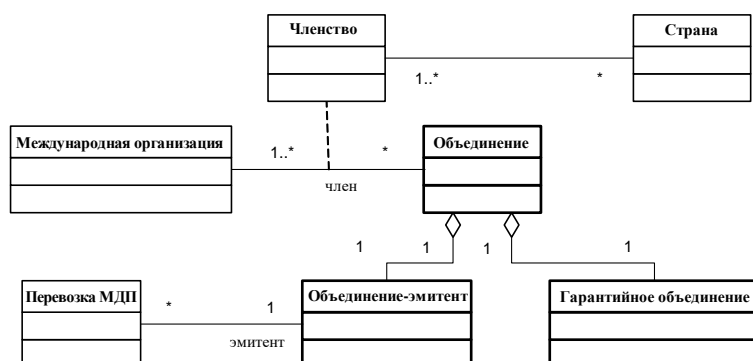 Членство
Страна
1..*
*
Международная организация
Объединение
1..*
*
член
1
1
1
1
Перевозка МДП
Объединение-эмитент
Гарантийное объединение
*
1
эмитент